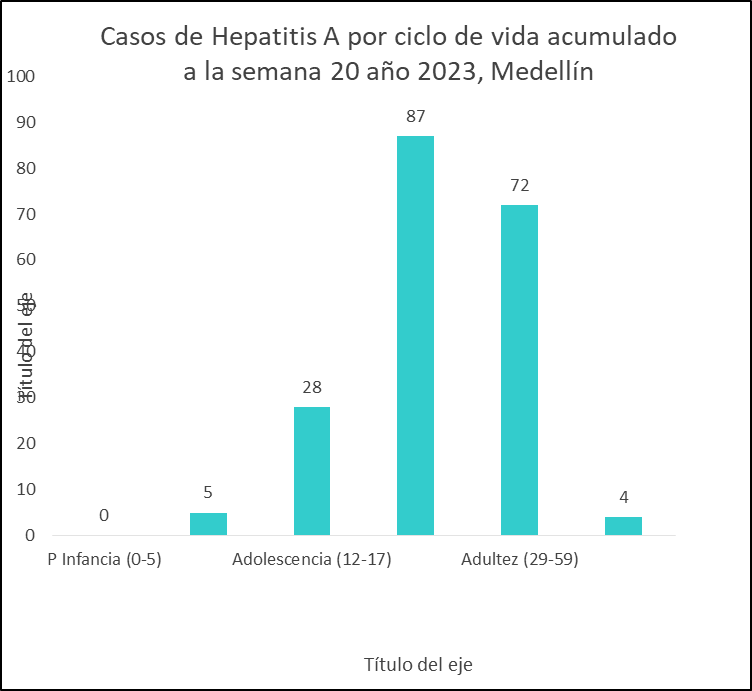 Casos de Hepatitis A por ciclo de vida acumulado
a la semana 20 año 2023, Medellín
100
90
80
70
60
50
40
30
20
10
0
Título del eje
0
5
28
87
72
4
P Infancia (0-5)
Adolescencia (12-17)
Adultez (29-59)
Título del eje